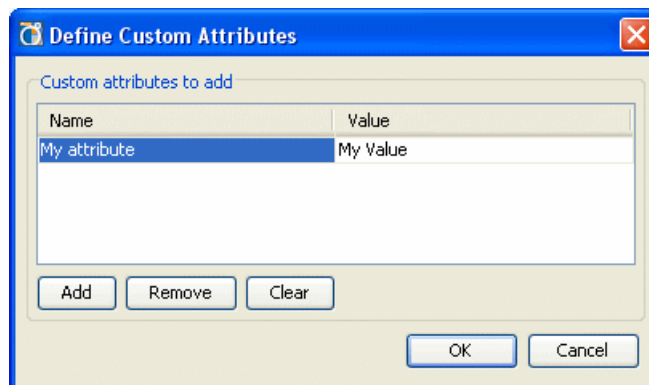 Define Custom Attributes
Custom attributes to add
Name Value
My attribute My Value
Add Remove Clear
OK Cancel